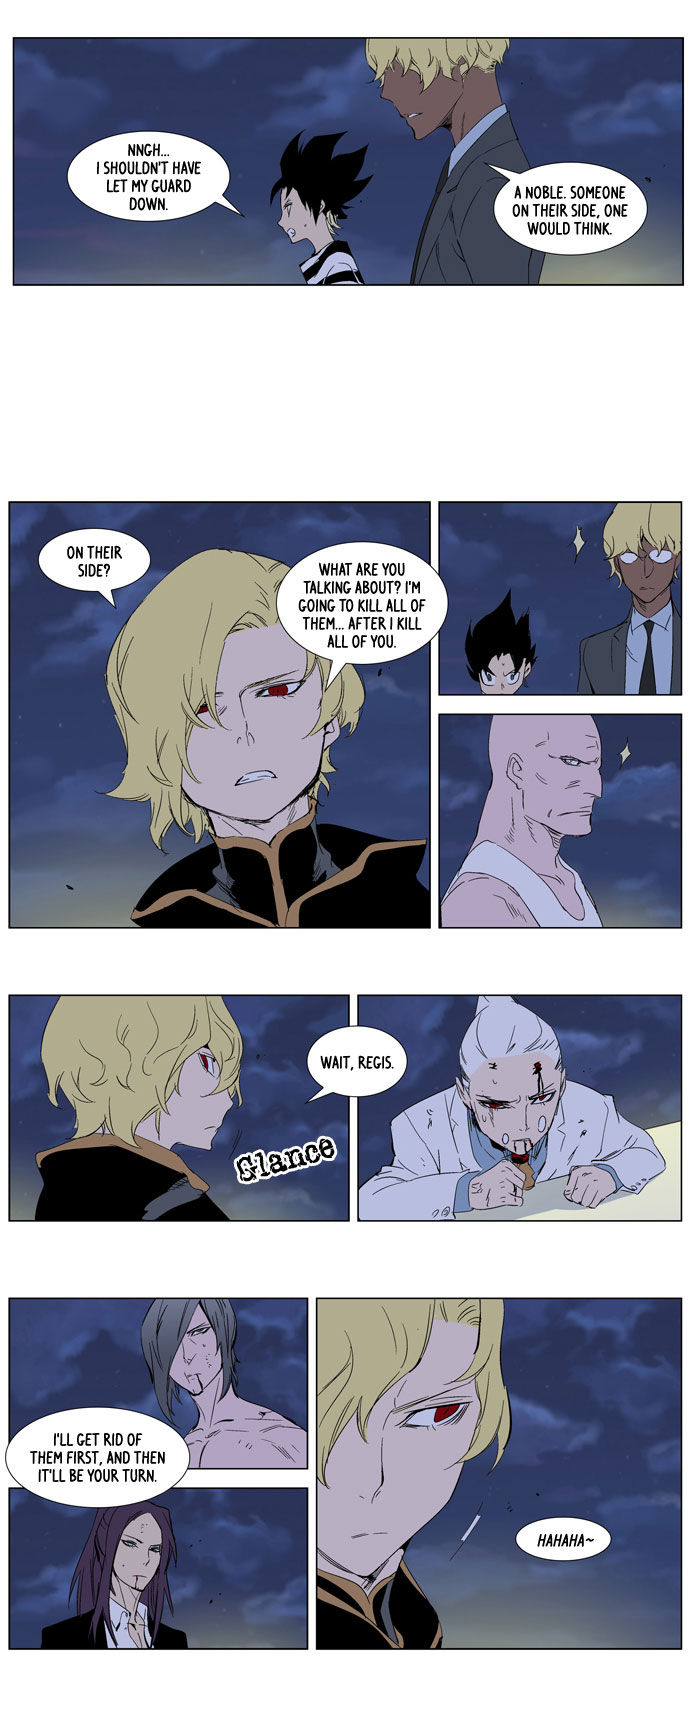 NNGH...
I SHOULDN'T HAVE
LET MY GUARD
DOWN.
A NOBLE. SOMEONE
ON THEIR SIDE, ONE
WOULD THINK.
ON THEIR
SIDE?
WHAT ARE YOU
TALKING ABOUT? I'M
GOING TO KILL ALL OF
THEM... AFTER I KILL
ALL OF YOU.
WAIT, REGIS.
Glance
I'LL GET RID OF
THEM FIRST, AND THEN
IT'LL BE YOUR TURN.
HAHAHA~